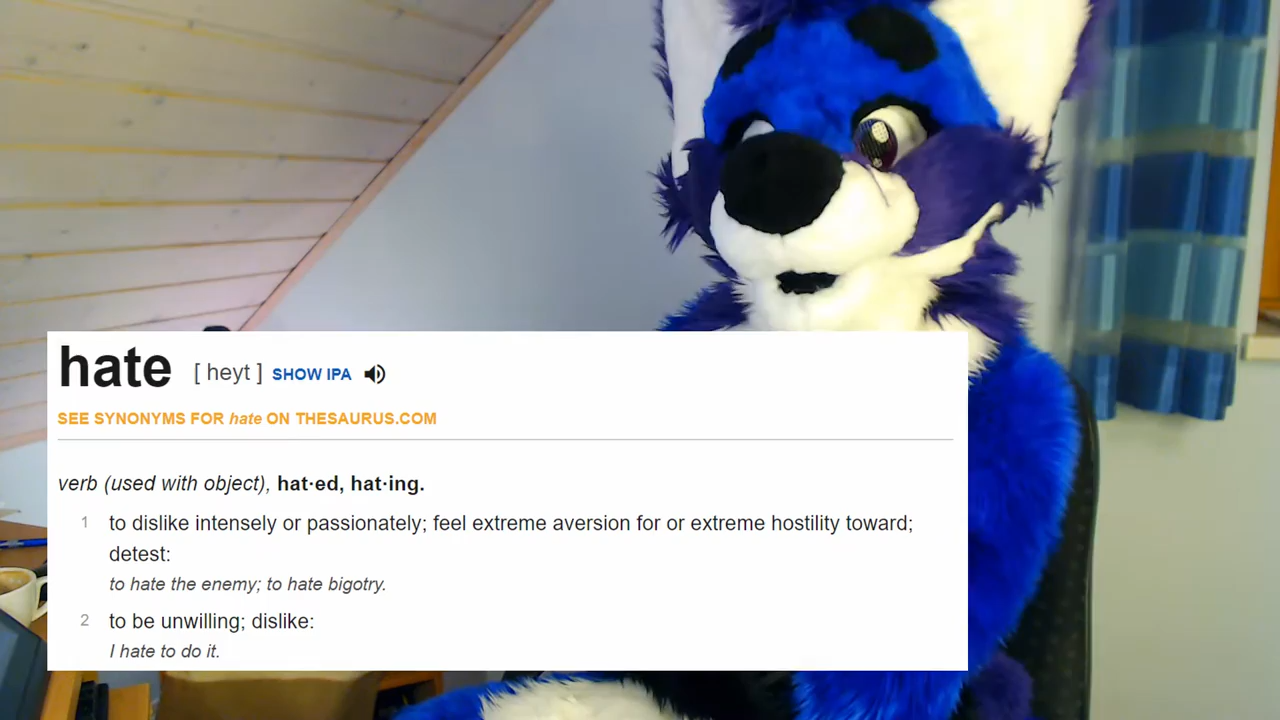 hate [ heyt ] SHOW IPA
SEE SYNONYMS FOR hate ON THESAURUS.COM
verb (used with object), hat·ed, hat·ing.
1 to dislike intensely or passionately; feel extreme aversion for or extreme hostility toward;
detest:
to hate the enemy; to hate bigotry.
2 to be unwilling; dislike:
I hate to do it.